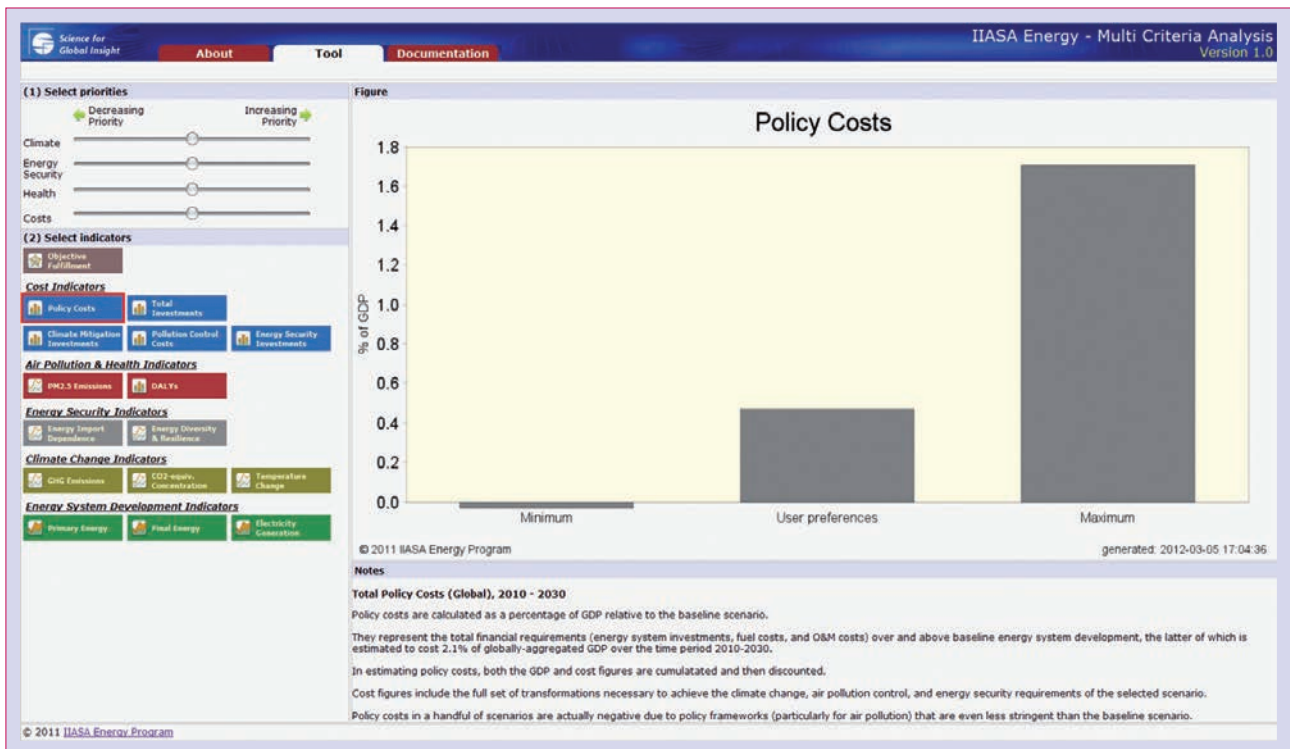 Science for
Global Insight
About
Tool
Documentation
IIASA Energy - Multi Criteria Analysis
Version 1.0
(1) Select priorities
Decreasing
Priority
Increasing
Priority
Climate
Energy
Security
Health
Costs
(2) Select indicators
Objective
Fulfillment
Cost Indicators
Policy Costs
Total
Investments
Climate Mitigation
Investments
Pollution Control
Costs
Energy Security
Investments
Air Pollution & Health Indicators
PM2.5 Emissions
DALYs
Energy Security Indicators
Energy Import
Dependence
Energy Diversity
& Resilience
Climate Change Indicators
GHG Emissions
CO2-equiv.
Concentration
Temperature
Change
Energy System Development Indicators
Primary Energy
Final Energy
Electricity
Generation
Figure
Policy Costs
1.8
1.6
1.4
1.2
1.0
0.8
0.6
0.4
0.2
0.0
% of GDP
Minimum
User preferences
Maximum
© 2011 IIASA Energy Program
generated: 2012-03-05 17:04:36
Notes
Total Policy Costs (Global), 2010 - 2030
Policy costs are calculated as a percentage of GDP relative to the baseline scenario.
They represent the total financial requirements (energy system investments, fuel costs, and O&M costs) over and above baseline energy system development, the latter of which is
estimated to cost 2.1% of globally-aggregated GDP over the time period 2010-2030.
In estimating policy costs, both the GDP and cost figures are cumulatated and then discounted.
Cost figures include the full set of transformations necessary to achieve the climate change, air pollution control, and energy security requirements of the selected scenario.
Policy costs in a handful of scenarios are actually negative due to policy frameworks (particularly for air pollution) that are even less stringent than the baseline scenario.
© 2011 IIASA Energy Program